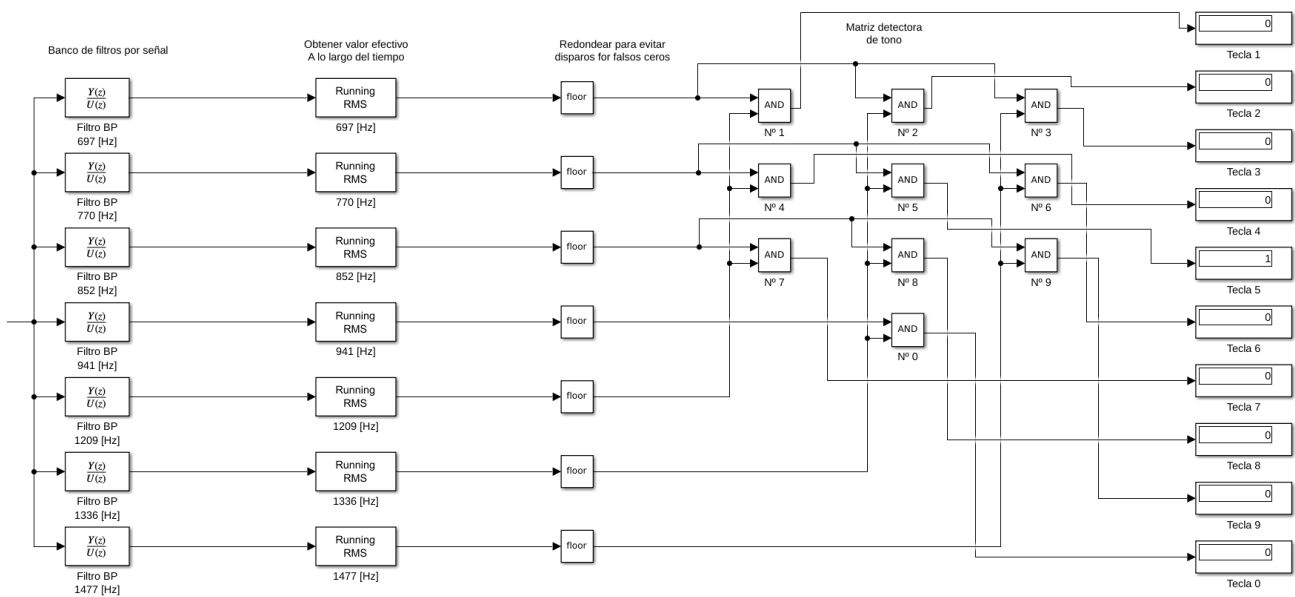 Banco de filtros por señal
Obtener valor efectivo
A lo largo del tiempo
Redondear para evitar
disparos for falsos ceros
Matriz detectora
de tono
Y(z)
U(z)
Filtro BP
697 [Hz]
Running
RMS
697 [Hz]
floor
AND
Nº 1
AND
Nº 2
AND
Nº 3
Y(z)
U(z)
Filtro BP
770 [Hz]
Running
RMS
770 [Hz]
floor
AND
Nº 4
AND
Nº 5
AND
Nº 6
Y(z)
U(z)
Filtro BP
852 [Hz]
Running
RMS
852 [Hz]
floor
AND
Nº 7
AND
Nº 8
AND
Nº 9
Y(z)
U(z)
Filtro BP
941 [Hz]
Running
RMS
941 [Hz]
floor
AND
Nº 0
Y(z)
U(z)
Filtro BP
1209 [Hz]
Running
RMS
1209 [Hz]
floor
Y(z)
U(z)
Filtro BP
1336 [Hz]
Running
RMS
1336 [Hz]
floor
Y(z)
U(z)
Filtro BP
1477 [Hz]
Running
RMS
1477 [Hz]
floor
0
Tecla 1
0
Tecla 2
0
Tecla 3
0
Tecla 4
1
Tecla 5
0
Tecla 6
0
Tecla 7
0
Tecla 8
0
Tecla 9
0
Tecla 0